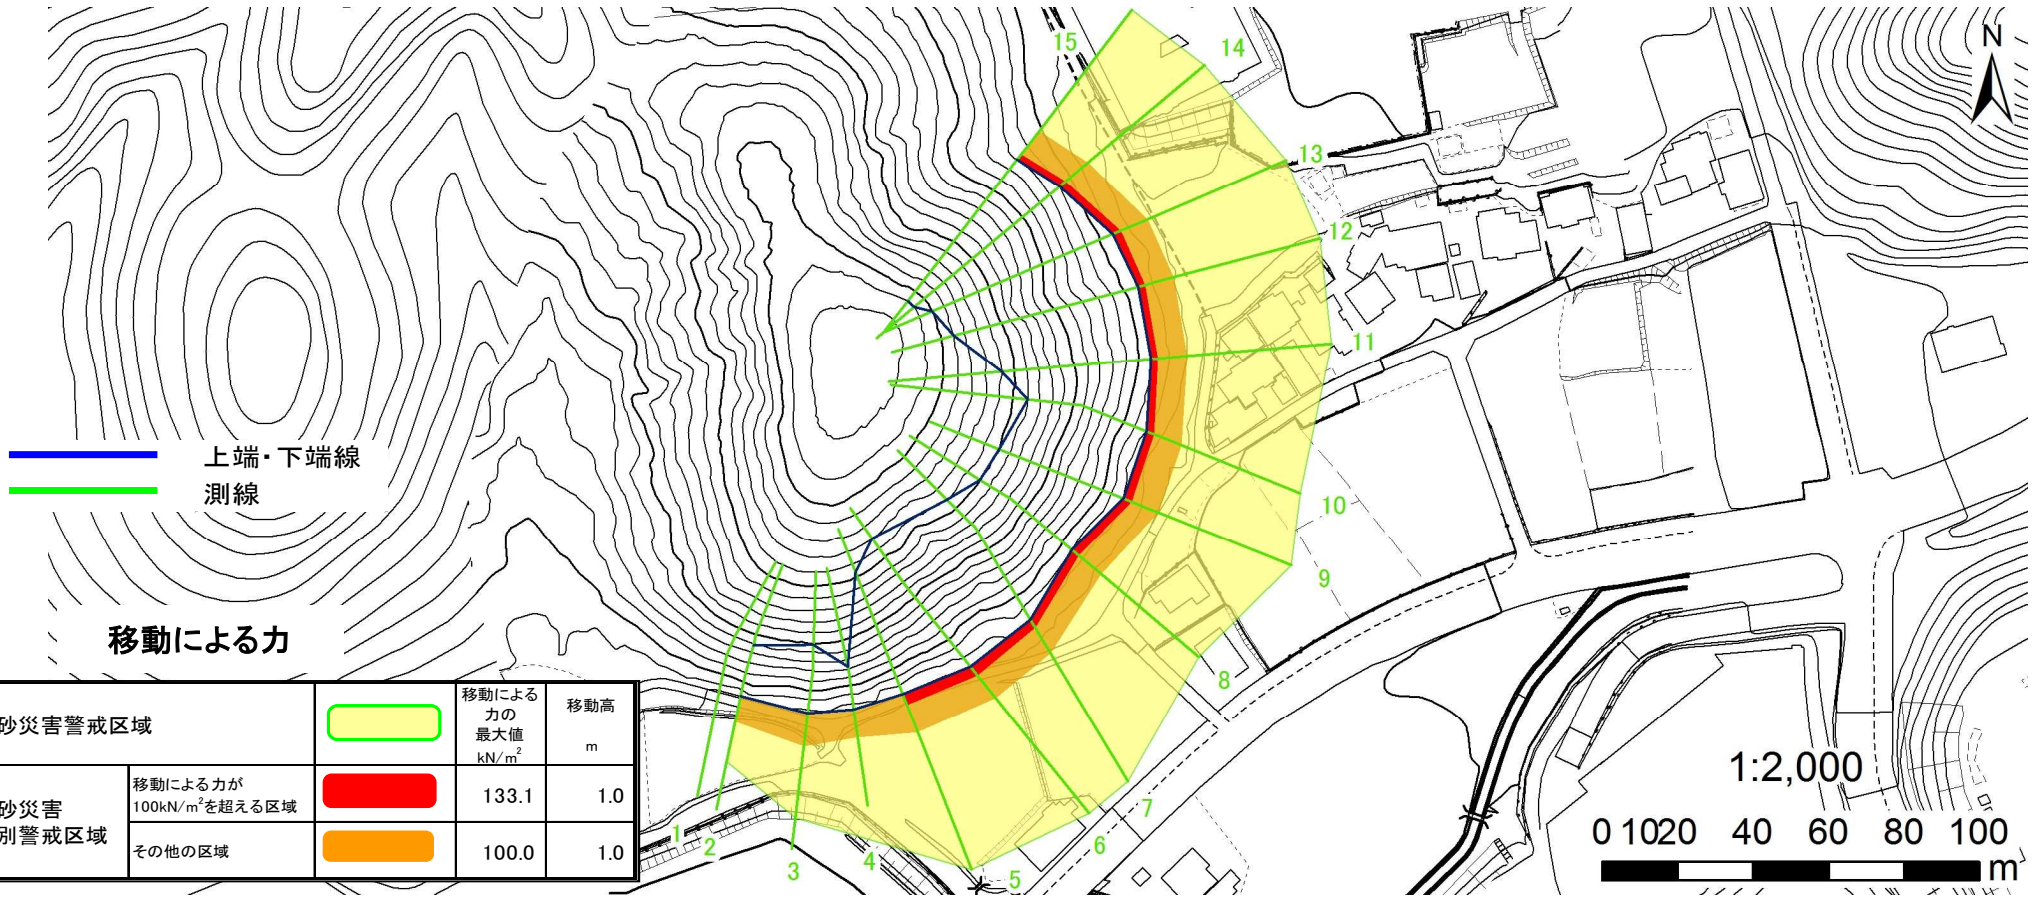 15
14
N
13
12
11
上端・下端線
測線
10
9
移動による力
8
砂災害警戒区域
移動による
力の
最大値
kN/m²
移動高
m
砂災害
別警戒区域
移動による力が
100kN/m²を超える区域
133.1
1.0
その他の区域
100.0
1.0
1
2
3
4
5
6
7
1:2,000
0 1020 40 60 80 100
m